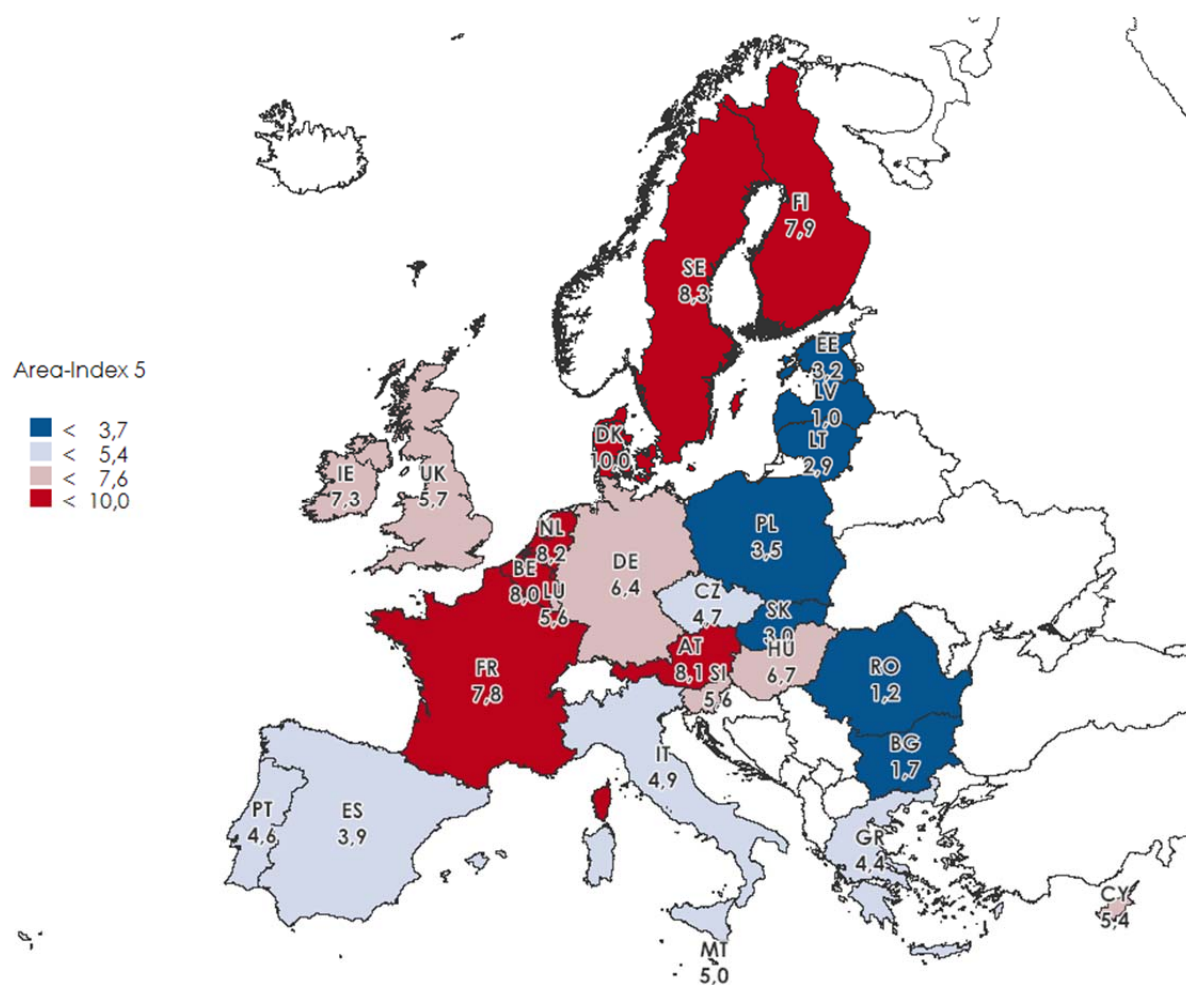 FI
7,9
SE
8,3
Area-Index 5
< 3,7
< 5,4
< 7,6
< 10,0
EE
3,2
LV
1,0
LT
2,9
DK
10,0
IE
7,3
UK
5,7
NL
8,2
BE
8,0
LU
5,6
DE
6,4
PL
3,5
CZ
4,7
SK
3,0
AT
8,1
SI
5,6
HU
6,7
FR
7,8
RO
1,2
BG
1,7
IT
4,9
PT
4,6
ES
3,9
GR
4,4
CY
5,4
MT
5,0